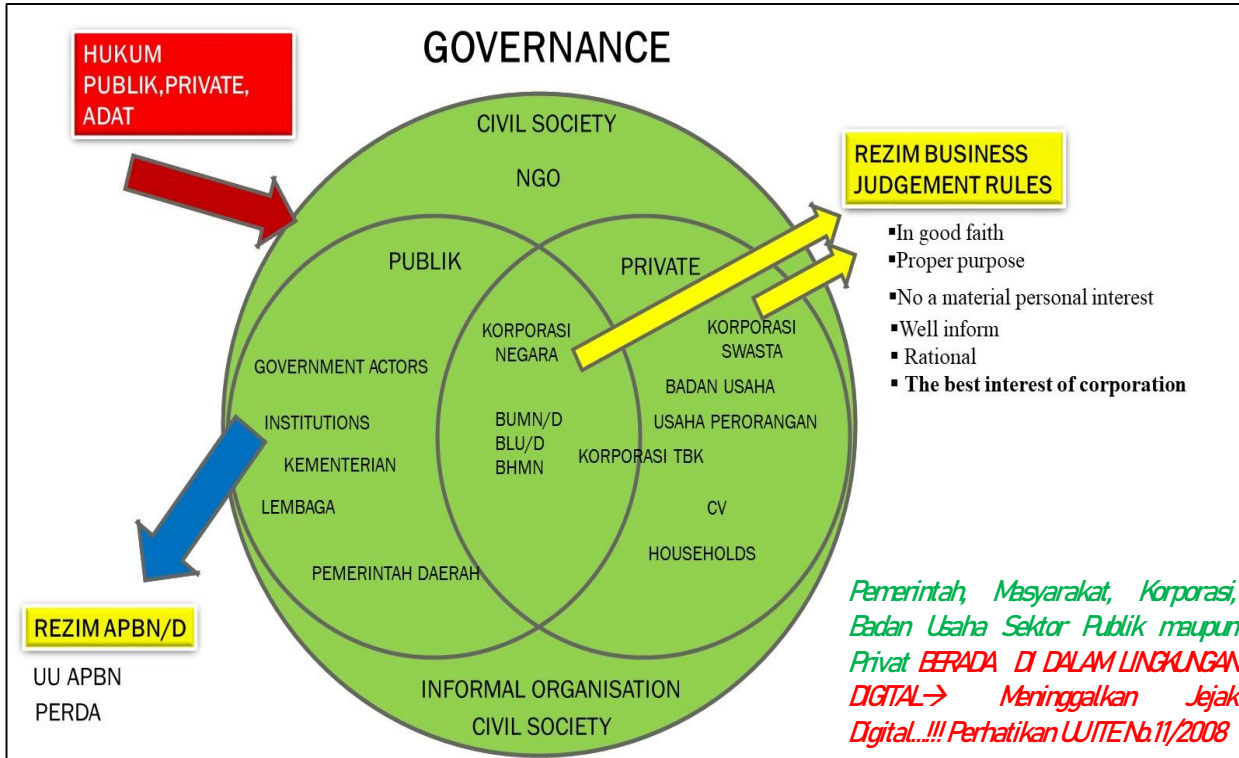 GOVERNANCE
HUKUM
PUBLIK,PRIVATE,
ADAT
CIVIL SOCIETY
NGO
PUBLIK
PRIVATE
GOVERNMENT ACTORS
INSTITUTIONS
KEMENTERIAN
LEMBAGA
PEMERINTAH DAERAH
KORPORASI
NEGARA
BUMN/D
BLU/D
BHMN
KORPORASI
SWASTA
BADAN USAHA
USAHA PERORANGAN
KORPORASI TBK
CV
HOUSEHOLDS
INFORMAL ORGANISATION
CIVIL SOCIETY
REZIM BUSINESS
JUDGEMENT RULES
▪In good faith
▪Proper purpose
▪No a material personal interest
▪Well inform
▪ Rational
▪ The best interest of corporation
REZIM APBN/D
UU APBN
PERDA
Pemerintah, Masyarakat, Korporasi,
Badan Usaha Sektor Publik maupun
Privat BERADA DI DALAM LINGKUNGAN
DIGITAL→ Meninggalkan Jejak
Digital...!!! Perhatikan UU ITE No.11/2008